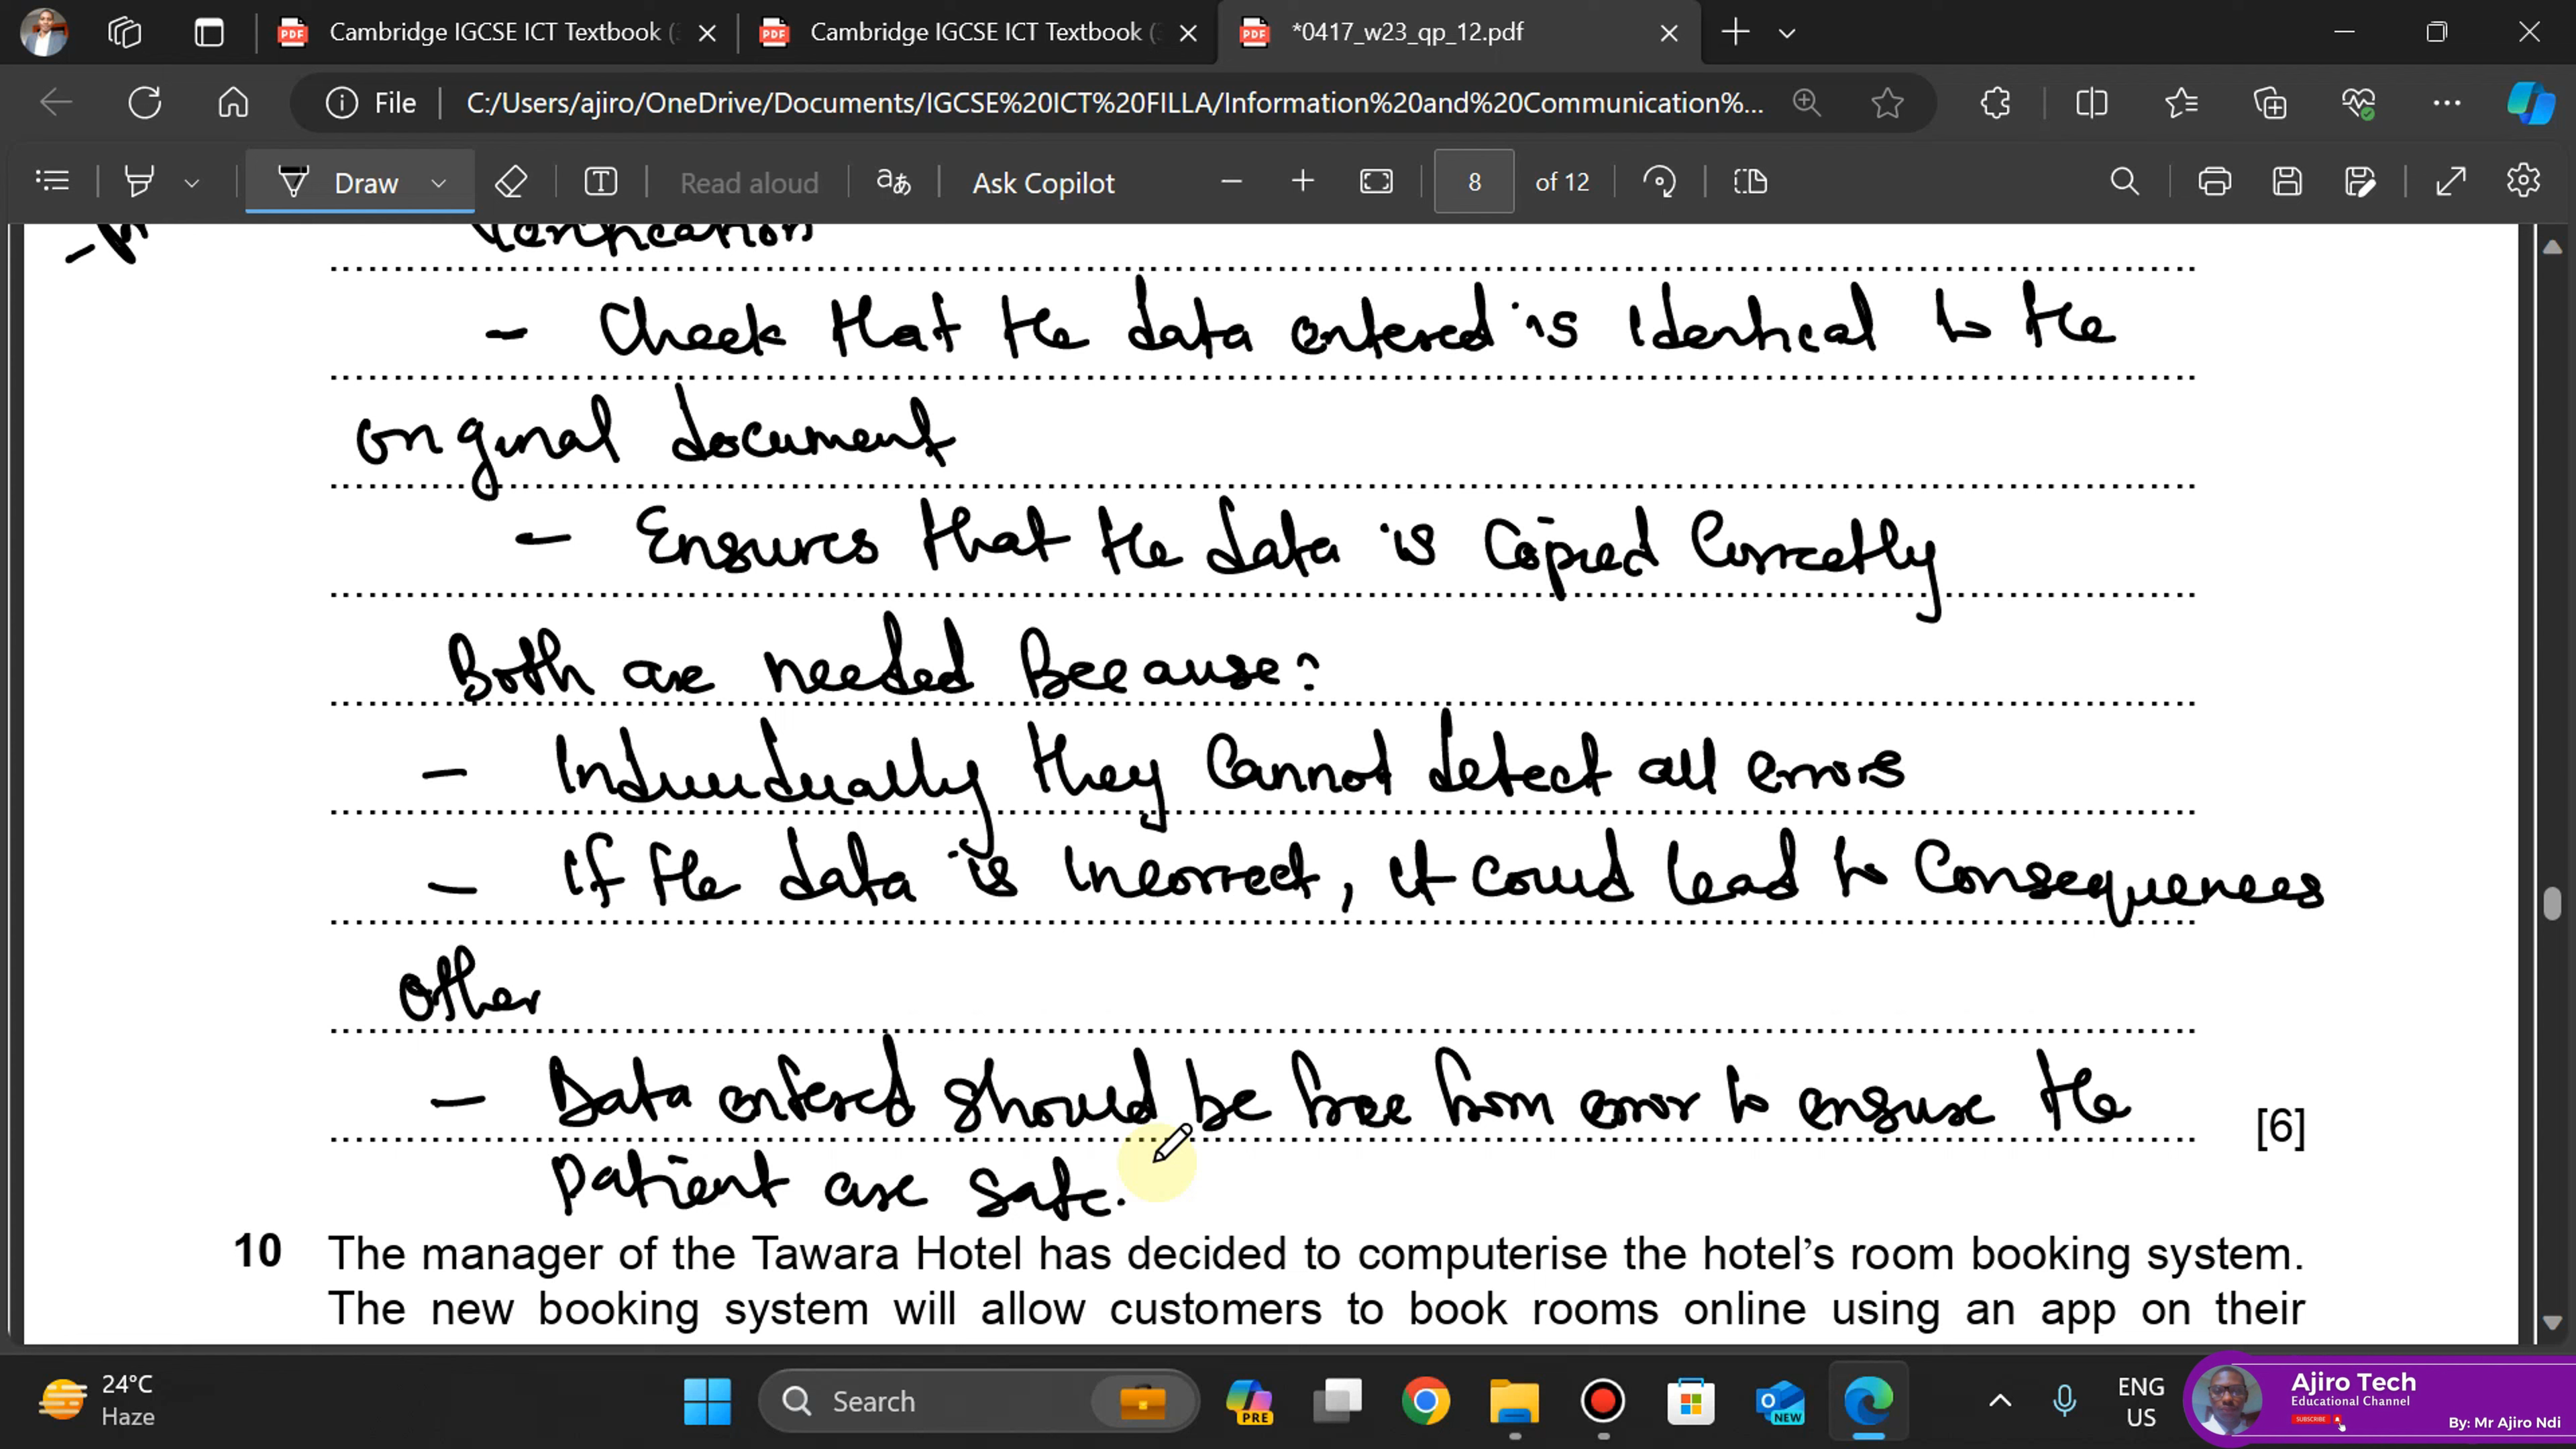 Cambridge IGCSE ICT Textbook (
Cambridge IGCSE ICT Textbook (
*0417_w23_qp_12.pdf
File
C:/Users/ajiro/OneDrive/Documents/IGCSE%20ICT%20FILLA/Information%20and%20Communication%...
Draw
Read aloud
Ask Copilot
8
of 12
Verification
- Check that the data entered is identical to the
original document
- Ensures that the data is copied correctly
Both are needed Because:
- Individually they cannot detect all errors
- If the data is incorrect, it could lead to consequences
other
- Data entered should be free from error to ensure the
[6]
patient are safe.
10 The manager of the Tawara Hotel has decided to computerise the hotel's room booking system.
The new booking system will allow customers to book rooms online using an app on their
24°C
Haze
Search
PRE
NEW
ENG
US
Ajiro Tech
Educational Channel
SUBSCRIBE
By: Mr Ajiro Ndi